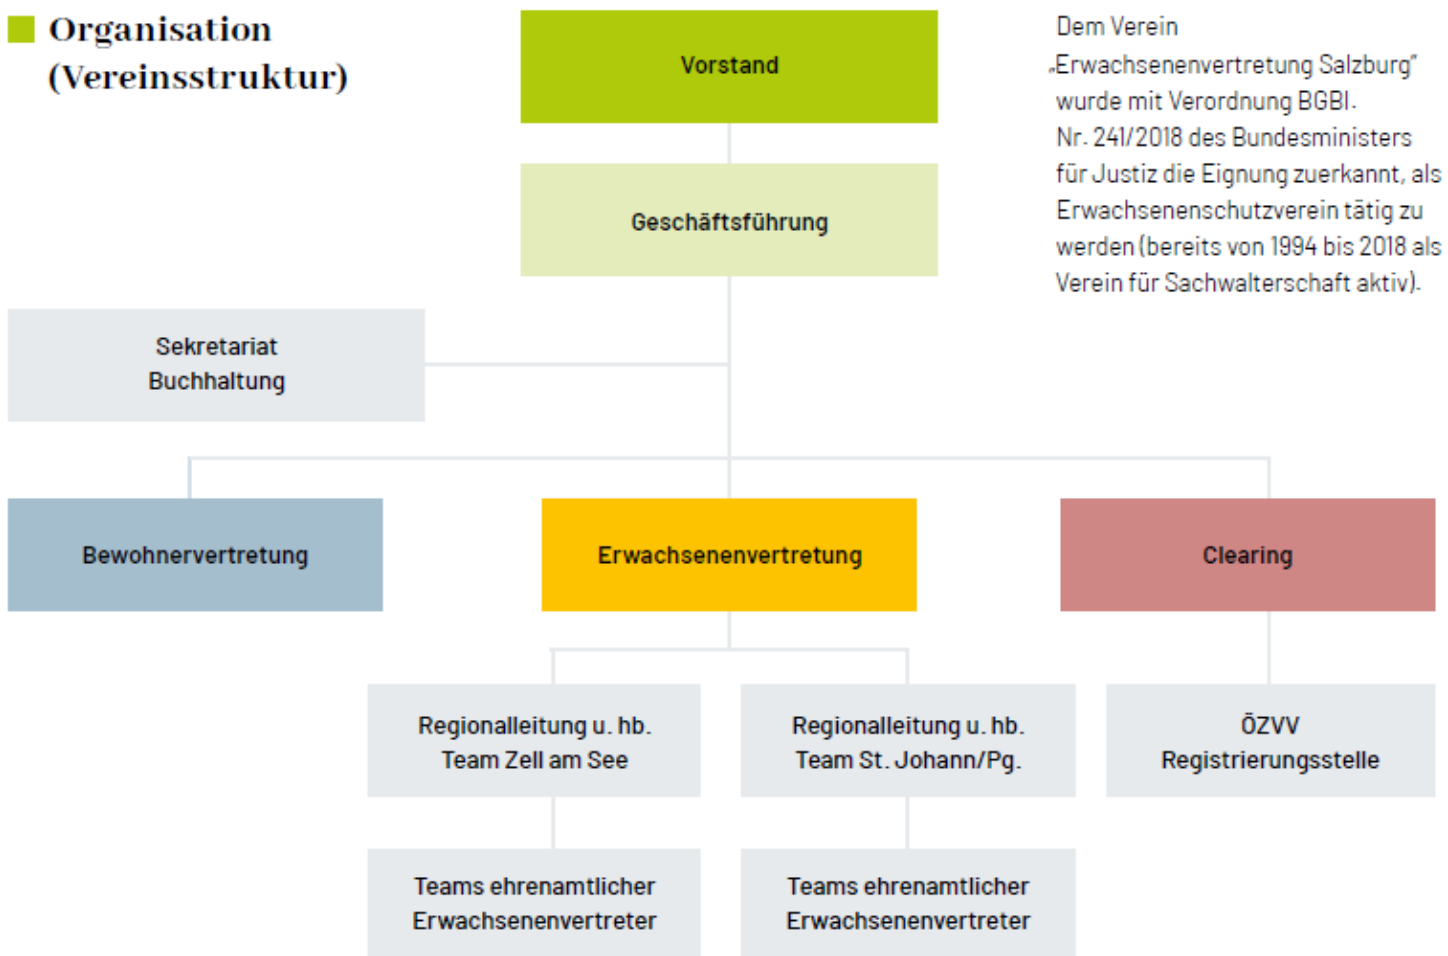 Organisation
(Vereinsstruktur)
Vorstand
Geschäftsführung
Dem Verein
„Erwachsenenvertretung Salzburg“
wurde mit Verordnung BGBl.
Nr. 241/2018 des Bundesministers
für Justiz die Eignung zuerkannt, als
Erwachsenenschutzverein tätig zu
werden (bereits von 1994 bis 2018 als
Verein für Sachwalterschaft aktiv).
Sekretariat
Buchhaltung
Bewohnervertretung
Erwachsenenvertretung
Clearing
Regionalleitung u. hb.
Team Zell am See
Regionalleitung u. hb.
Team St. Johann/Pg.
ÖZVV
Registrierungsstelle
Teams ehrenamtlicher
Erwachsenenvertreter
Teams ehrenamtlicher
Erwachsenenvertreter